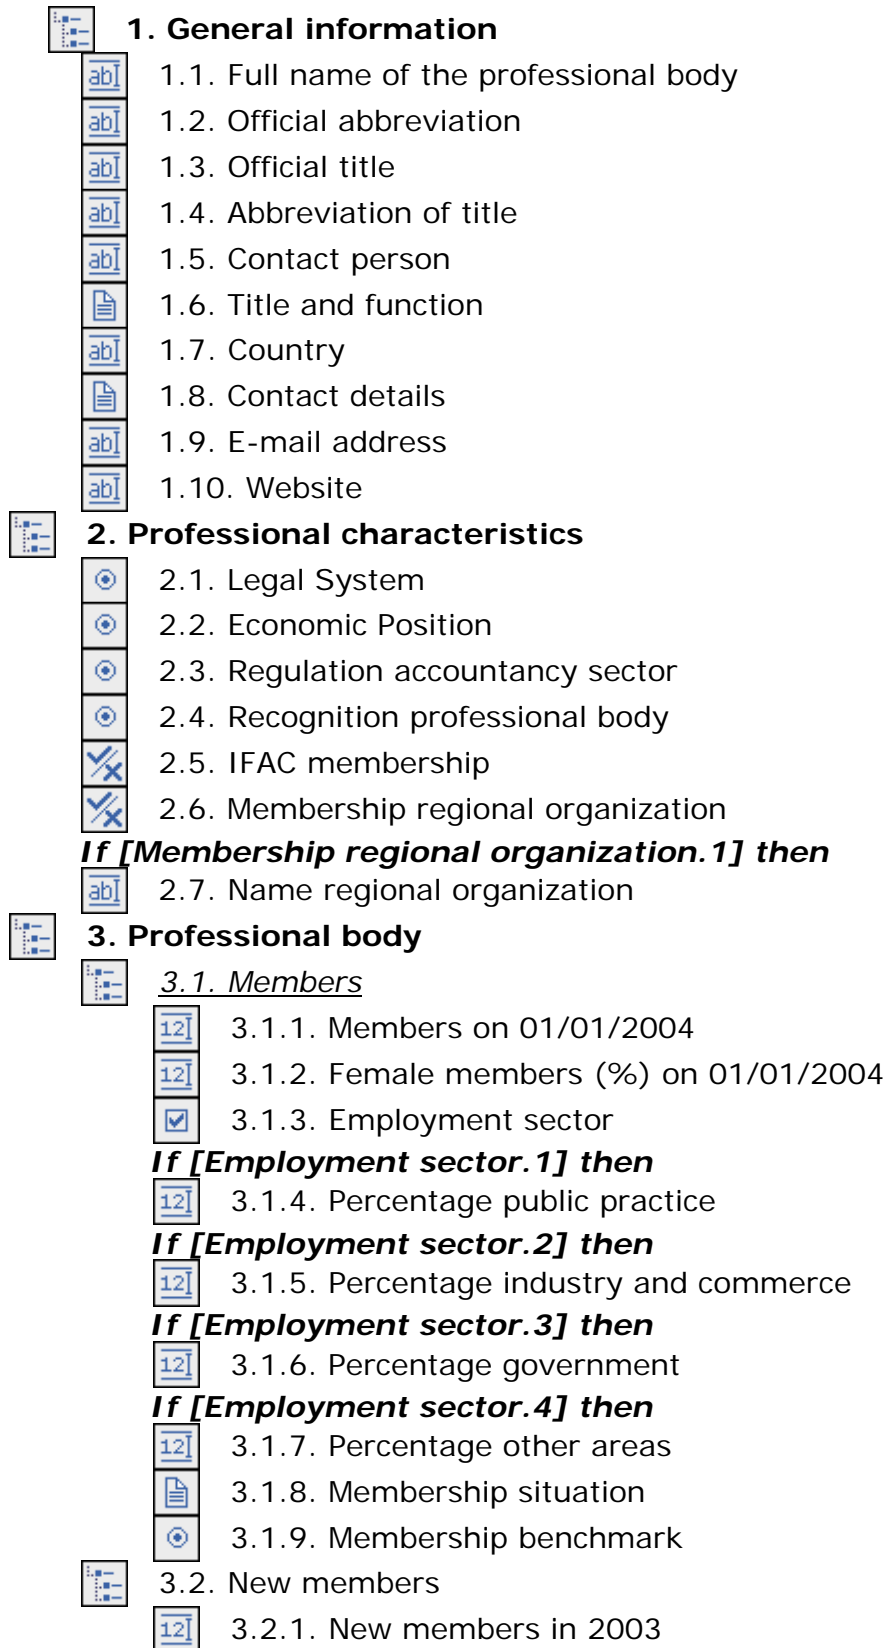 1. General information
1.1. Full name of the professional body
1.2. Official abbreviation
1.3. Official title
1.4. Abbreviation of title
1.5. Contact person
1.6. Title and function
1.7. Country
1.8. Contact details
1.9. E-mail address
1.10. Website
2. Professional characteristics
2.1. Legal System
2.2. Economic Position
2.3. Regulation accountancy sector
2.4. Recognition professional body
2.5. IFAC membership
2.6. Membership regional organization
If [Membership regional organization.1] then
2.7. Name regional organization
3. Professional body
3.1. Members
3.1.1. Members on 01/01/2004
3.1.2. Female members (%) on 01/01/2004
3.1.3. Employment sector
If [Employment sector.1] then
3.1.4. Percentage public practice
If [Employment sector.2] then
3.1.5. Percentage industry and commerce
If [Employment sector.3] then
3.1.6. Percentage government
If [Employment sector.4] then
3.1.7. Percentage other areas
3.1.8. Membership situation
3.1.9. Membership benchmark
3.2. New members
3.2.1. New members in 2003